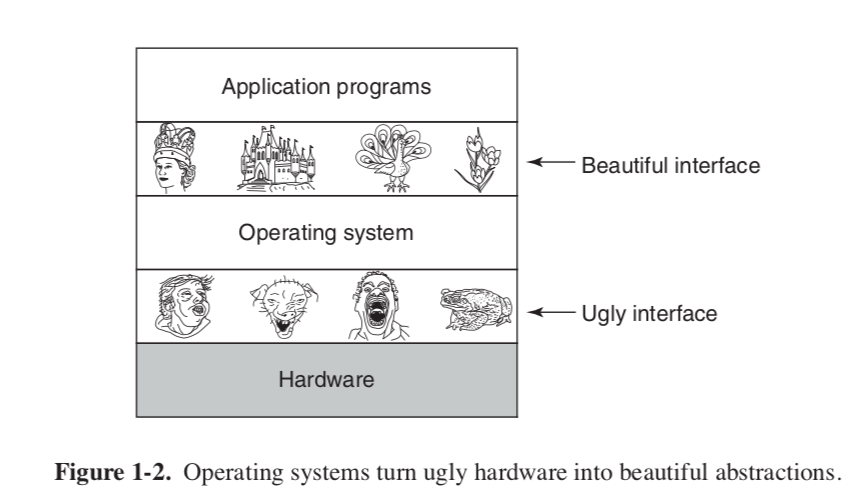 Application programs
Beautiful interface
Operating system
Ugly interface
Hardware
Figure 1-2. Operating systems turn ugly hardware into beautiful abstractions.